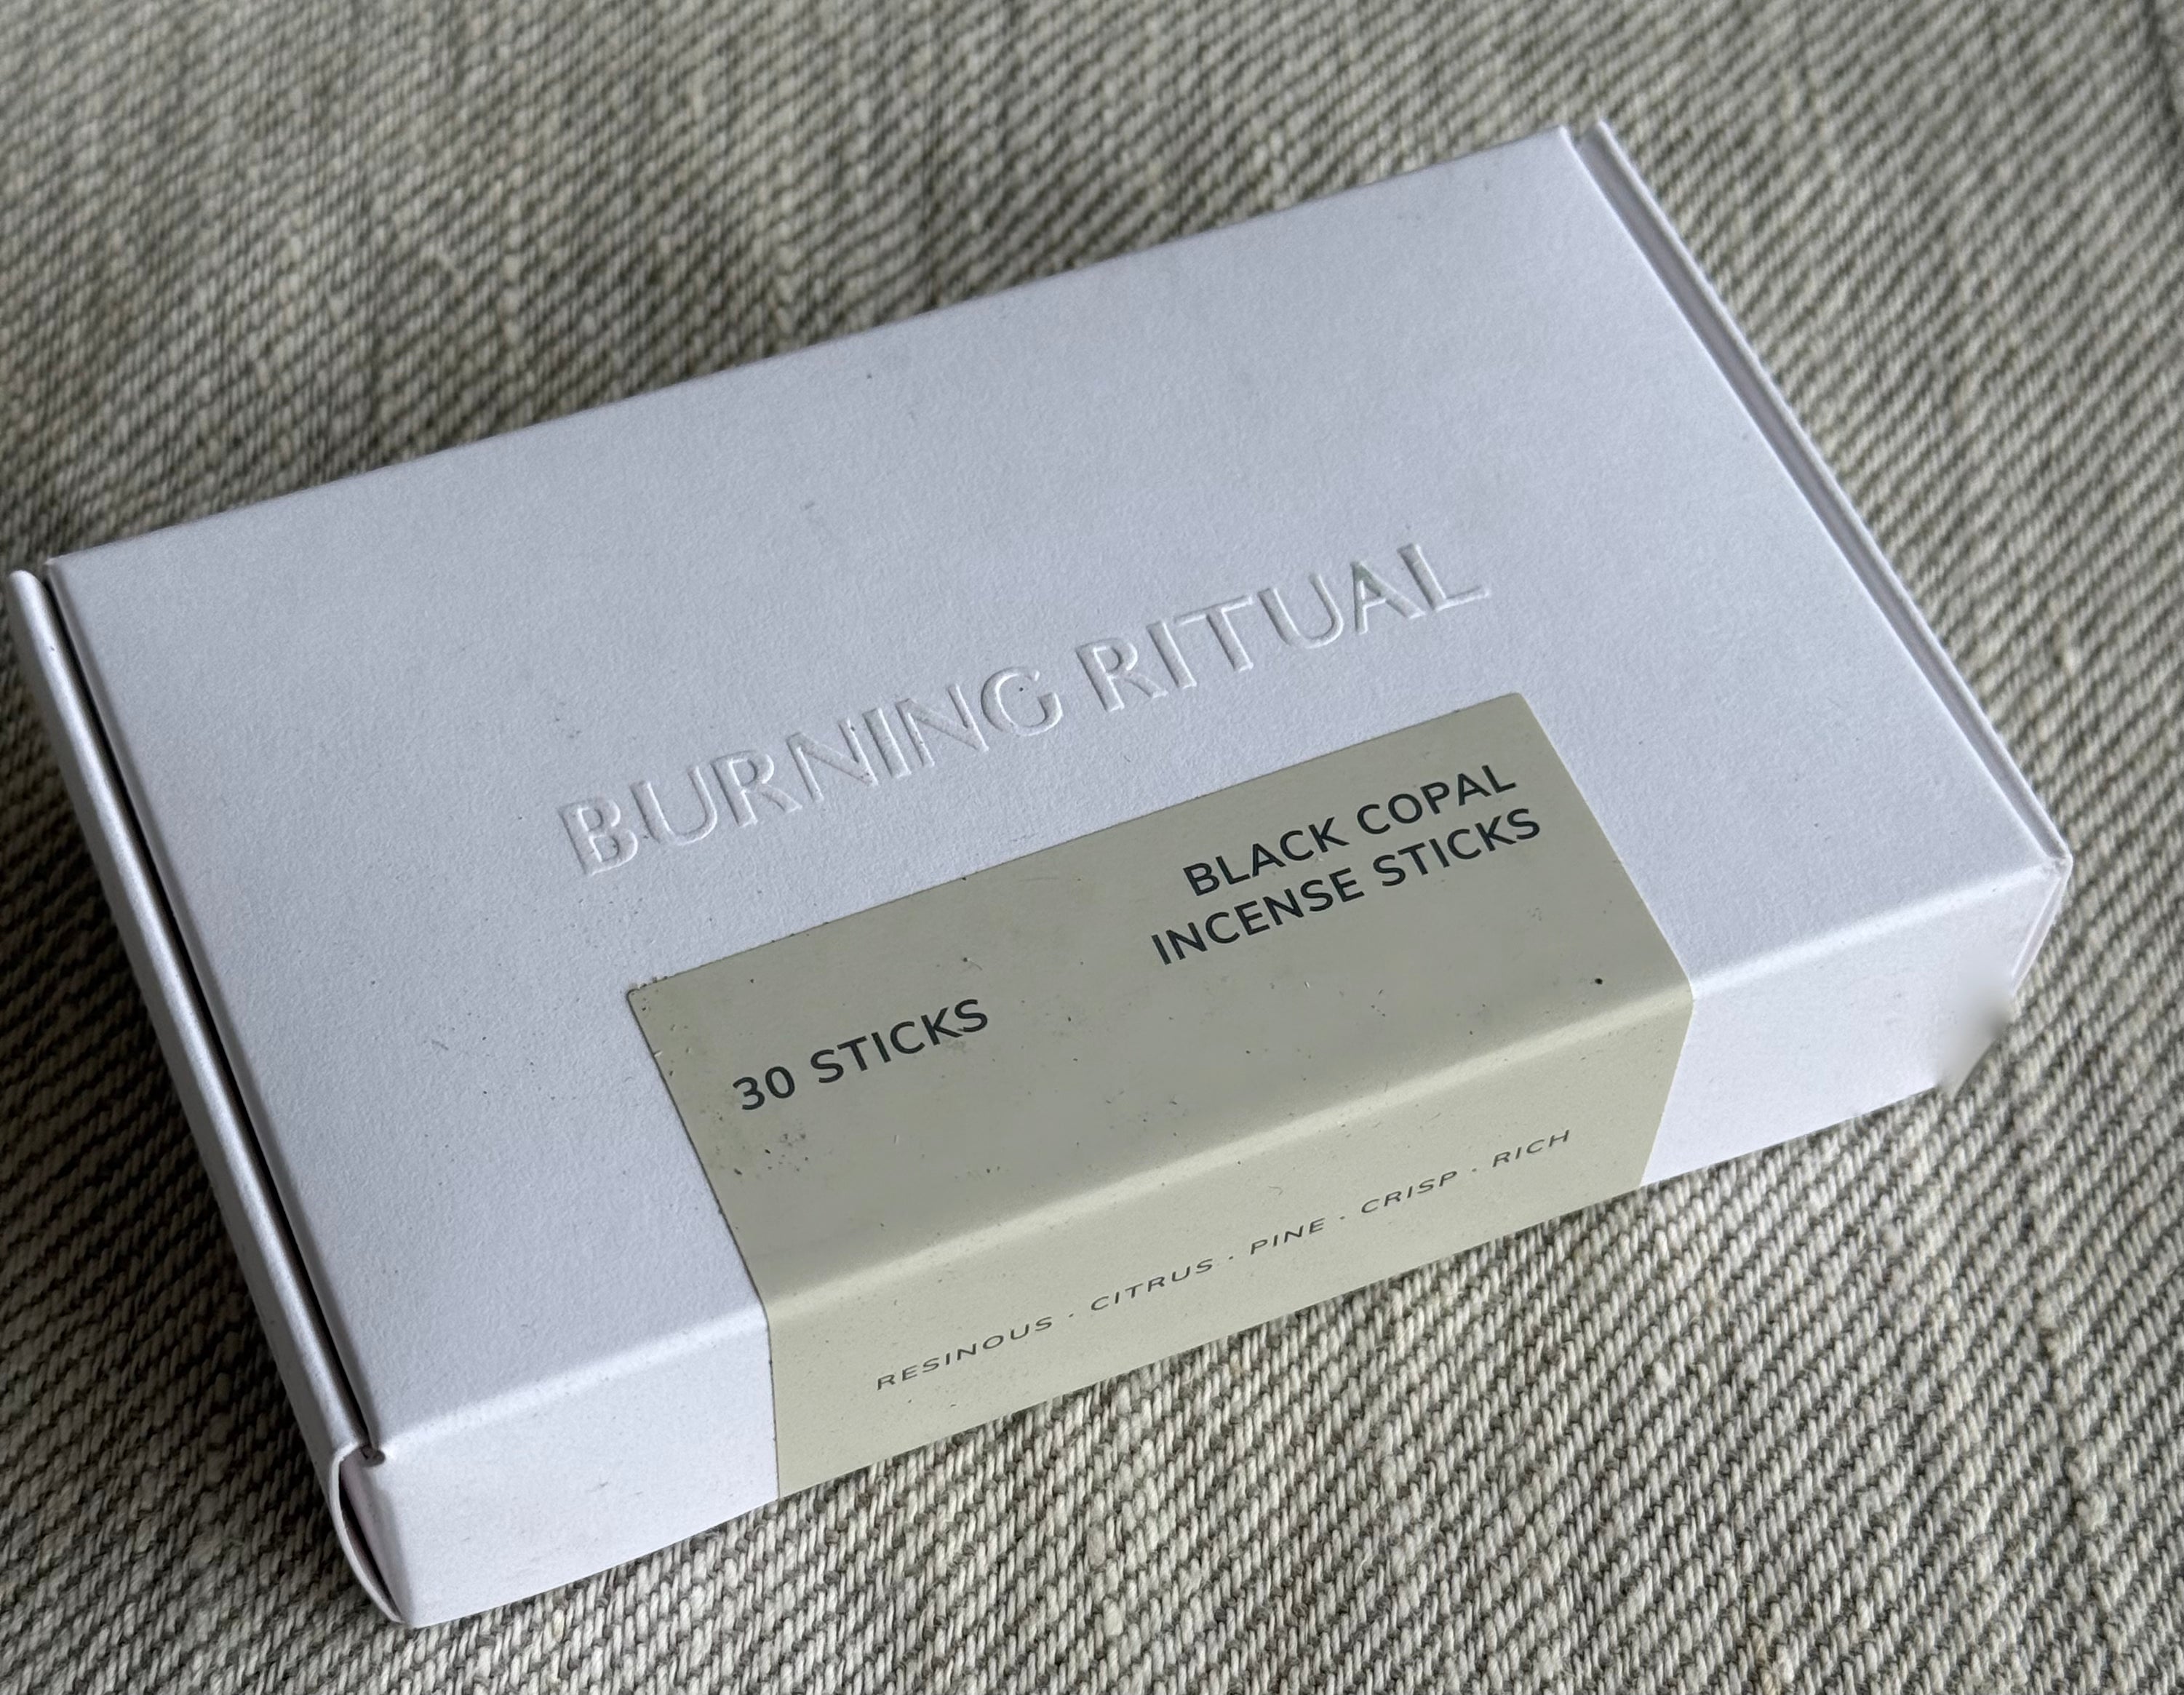 BURNING RITUAL
BLACK COPAL
INCENSE STICKS
30 STICKS
RESINOUS · CITRUS · PINE · CRISP · RICH